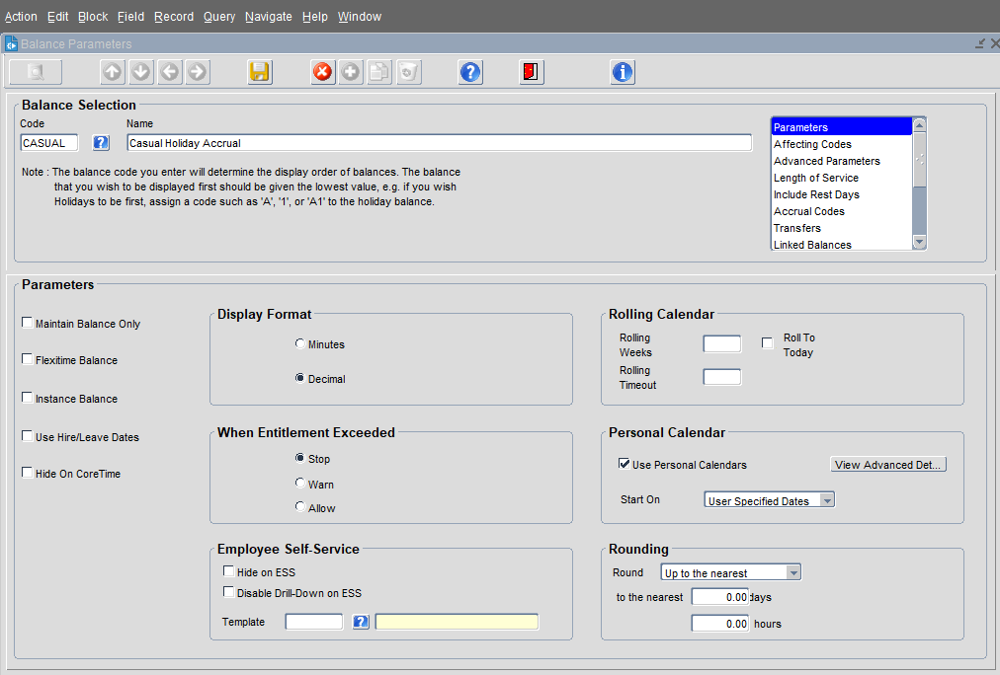 Action Edit Block Field Record Query Navigate Help Window
Balance Parameters
Balance Selection
Code Name
CASUAL Casual Holiday Accrual
Note : The balance code you enter will determine the display order of balances. The balance
that you wish to be displayed first should be given the lowest value, e.g. if you wish
Holidays to be first, assign a code such as 'A', '1', or 'A1' to the holiday balance.
Parameters
Affecting Codes
Advanced Parameters
Length of Service
Include Rest Days
Accrual Codes
Transfers
Linked Balances
Parameters
Maintain Balance Only
Flexitime Balance
Instance Balance
Use Hire/Leave Dates
Hide On CoreTime
Display Format
Minutes
Decimal
When Entitlement Exceeded
Stop
Warn
Allow
Employee Self-Service
Hide on ESS
Disable Drill-Down on ESS
Template
Rolling Calendar
Rolling
Weeks
Roll To
Today
Rolling
Timeout
Personal Calendar
Use Personal Calendars View Advanced Det...
Start On User Specified Dates
Rounding
Round Up to the nearest
to the nearest 0.00 days
0.00 hours